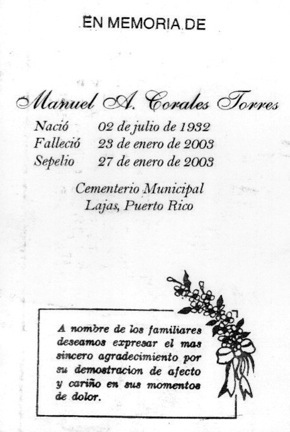 EN MEMORIA DE
Manuel A. Corales Torres
Nació 02 de julio de 1932
Falleció 23 de enero de 2003
Sepelio 27 de enero de 2003
Cementerio Municipal
Lajas, Puerto Rico
A nombre de los familiares
deseamos expresar el mas
sincero agradecimiento por
su demostracion de afecto
y cariño en sus momentos
de dolor.